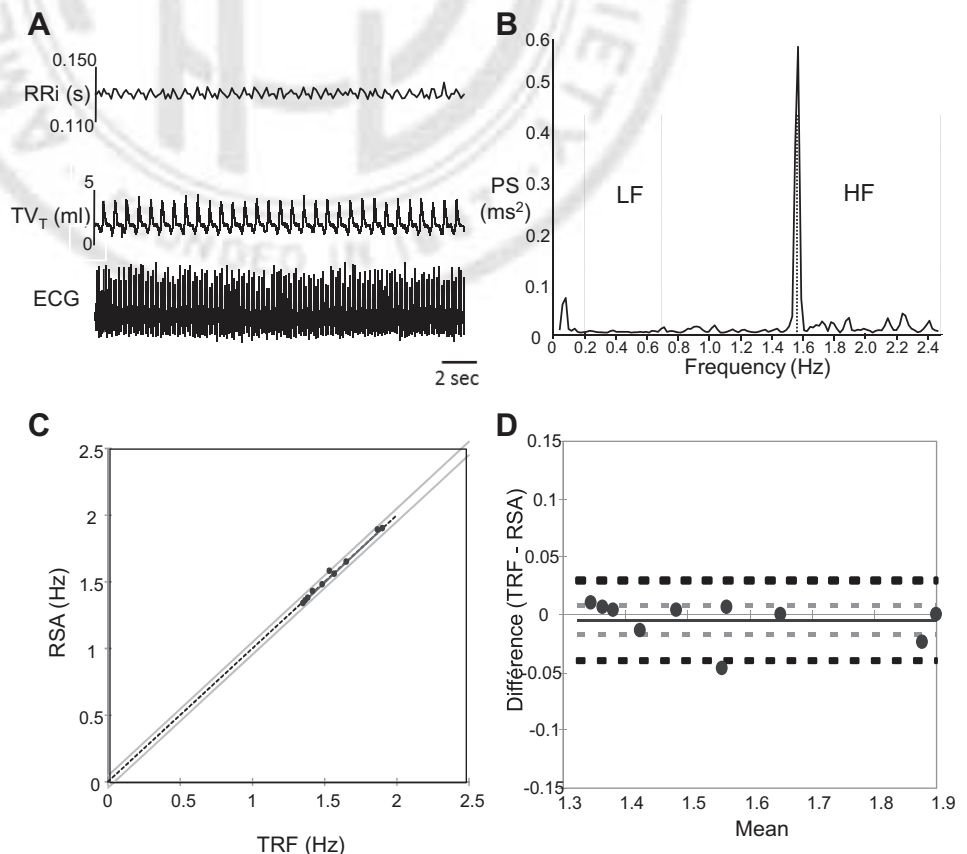 A
0.150
RRi (s)
0.110
5
TV_T (ml)
0
ECG
2 sec
B
0.6
0.5
0.4
0.3
0.2
0.1
0
PS
(ms²)
LF
HF
0 0.2 0.4 0.6 0.8 1.0 1.2 1.4 1.6 1.8 2.0 2.2 2.4
Frequency (Hz)
C
2.5
2
1.5
1
0.5
0
RSA (Hz)
0 0.5 1 1.5 2 2.5
TRF (Hz)
D
0.15
0.1
0.05
0
-0.05
-0.1
-0.15
Différence (TRF - RSA)
1.3 1.4 1.5 1.6 1.7 1.8 1.9
Mean